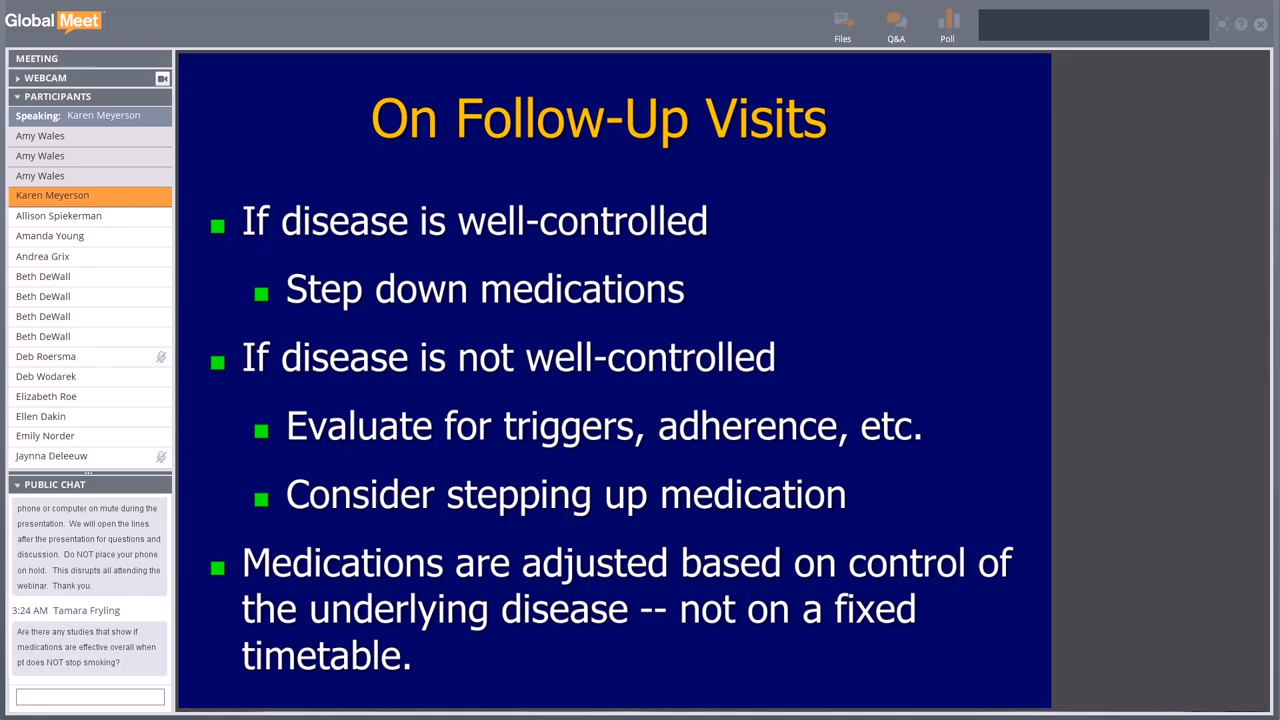 Global Meet
Files
Q&A
Poll
MEETING
WEBCAM
PARTICIPANTS
Speaking: Karen Meyerson
Amy Wales
Amy Wales
Amy Wales
Karen Meyerson
Allison Spiekerman
Amanda Young
Andrea Grix
Beth DeWall
Beth DeWall
Beth DeWall
Beth DeWall
Deb Roersma
Deb Wodarek
Elizabeth Roe
Ellen Dakin
Emily Norder
Jaynna Deleeuw
PUBLIC CHAT
phone or computer on mute during the
presentation. We will open the lines
after the presentation for questions and
discussion. Do NOT place your phone
on hold. This disrupts all attending the
webinar. Thank you.
3:24 AM Tamara Fryling
Are there any studies that show if
medications are effective overall when
pt does NOT stop smoking?
On Follow-Up Visits
If disease is well-controlled
Step down medications
If disease is not well-controlled
Evaluate for triggers, adherence, etc.
Consider stepping up medication
Medications are adjusted based on control of
the underlying disease -- not on a fixed
timetable.